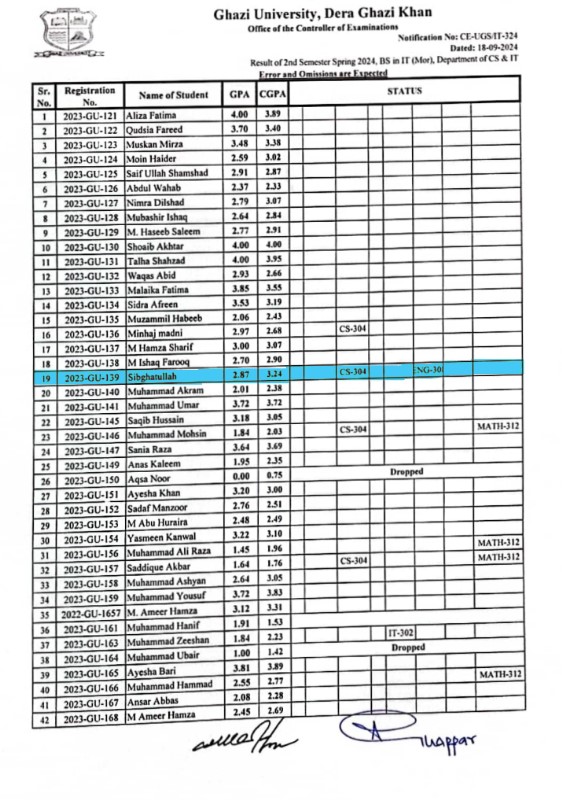 Ghazi University, Dera Ghazi Khan
Office of the Controller of Examinations
Notification No: CE-UGS/IT-324
Dated: 18-09-2024
Result of 2nd Semester Spring 2024, BS in IT (Mor), Department of CS & IT
Error and Omissions are Expected
Sr. No. Registration No. Name of Student GPA CGPA STATUS
1 2023-GU-121 Aliza Fatima 4.00 3.89
2 2023-GU-122 Qudsia Fareed 3.70 3.40
3 2023-GU-123 Muskan Mirza 3.48 3.38
4 2023-GU-124 Moin Haider 2.59 3.02
5 2023-GU-125 Saif Ullah Shamshad 2.91 2.87
6 2023-GU-126 Abdul Wahab 2.37 2.33
7 2023-GU-127 Nimra Dilshad 2.79 3.07
8 2023-GU-128 Mubashir Ishaq 2.64 2.84
9 2023-GU-129 M. Haseeb Saleem 2.77 2.91
10 2023-GU-130 Shoaib Akhtar 4.00 4.00
11 2023-GU-131 Talha Shahzad 4.00 3.95
12 2023-GU-132 Waqas Abid 2.93 2.66
13 2023-GU-133 Malaika Fatima 3.85 3.55
14 2023-GU-134 Sidra Afreen 3.53 3.19
15 2023-GU-135 Muzammil Habeeb 2.06 2.43
16 2023-GU-136 Minhaj madni 2.97 2.68 CS-304
17 2023-GU-137 M Hamza Sharif 3.00 3.07
18 2023-GU-138 M Ishaq Farooq 2.70 2.90
19 2023-GU-139 Sibghatullah 2.87 3.24 CS-304 NG-30
20 2023-GU-140 Muhammad Akram 2.01 2.38
21 2023-GU-141 Muhammad Umar 3.72 3.72
22 2023-GU-145 Saqib Hussain 3.18 3.05
23 2023-GU-146 Muhammad Mohsin 1.84 2.03 CS-304 MATH-312
24 2023-GU-147 Sania Raza 3.64 3.69
25 2023-GU-149 Anas Kaleem 1.95 2.35
26 2023-GU-150 Aqsa Noor 0.00 0.75 Dropped
27 2023-GU-151 Ayesha Khan 3.20 3.00
28 2023-GU-152 Sadaf Manzoor 2.76 2.51
29 2023-GU-153 M Abu Huraira 2.48 2.49
30 2023-GU-154 Yasmeen Kanwal 3.22 3.10
31 2023-GU-156 Muhammad Ali Raza 1.45 1.96 MATH-312
32 2023-GU-157 Saddique Akbar 1.64 1.76 CS-304 MATH-312
33 2023-GU-158 Muhammad Ashyan 2.64 3.05
34 2023-GU-159 Muhammad Yousuf 3.72 3.83
35 2022-GU-1657 M. Ameer Hamza 3.12 3.31
36 2023-GU-161 Muhammad Hanif 1.91 1.53
37 2023-GU-163 Muhammad Zeeshan 1.84 2.23 IT-302
38 2023-GU-164 Muhammad Ubair 1.00 1.42 Dropped
39 2023-GU-165 Ayesha Bari 3.81 3.89
40 2023-GU-166 Muhammad Hammad 2.55 2.77 MATH-312
41 2023-GU-167 Ansar Abbas 2.08 2.28
42 2023-GU-168 M Ameer Hamza 2.45 2.69